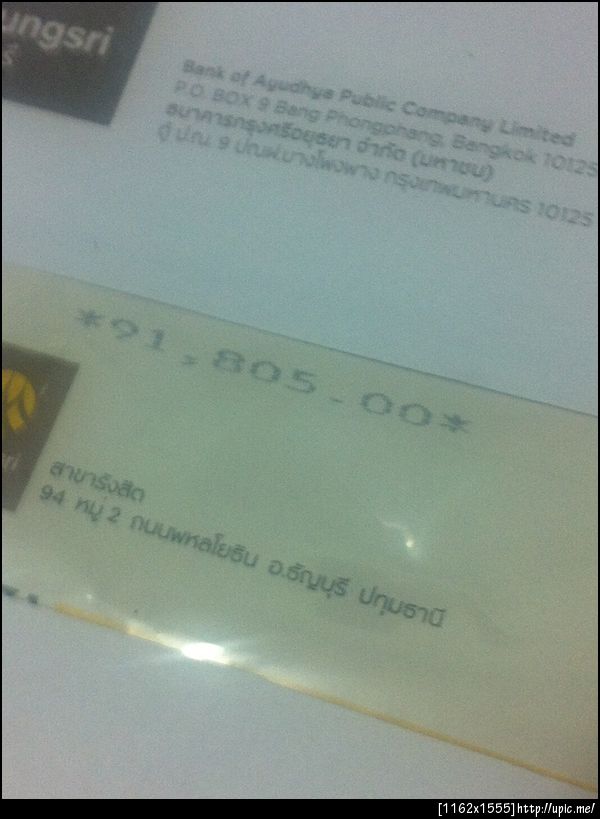 ungsri
รี
Bank of Ayudhya Public Company Limited
P.O. BOX 9 Bang Phongphang, Bangkok 10125
ธนาคารกรุงศรีอยุธยา จำกัด (มหาชน)
ตู้ ปณ. 9 ปณฝ.บางโพงพาง กรุงเทพมหานคร 10125
*91,805.00*
sri
สาขารังสิต
94 หมู่ 2 ถนนพหลโยธิน อ.ธัญบุรี ปทุมธานี
[1162x1555]http://upic.me/